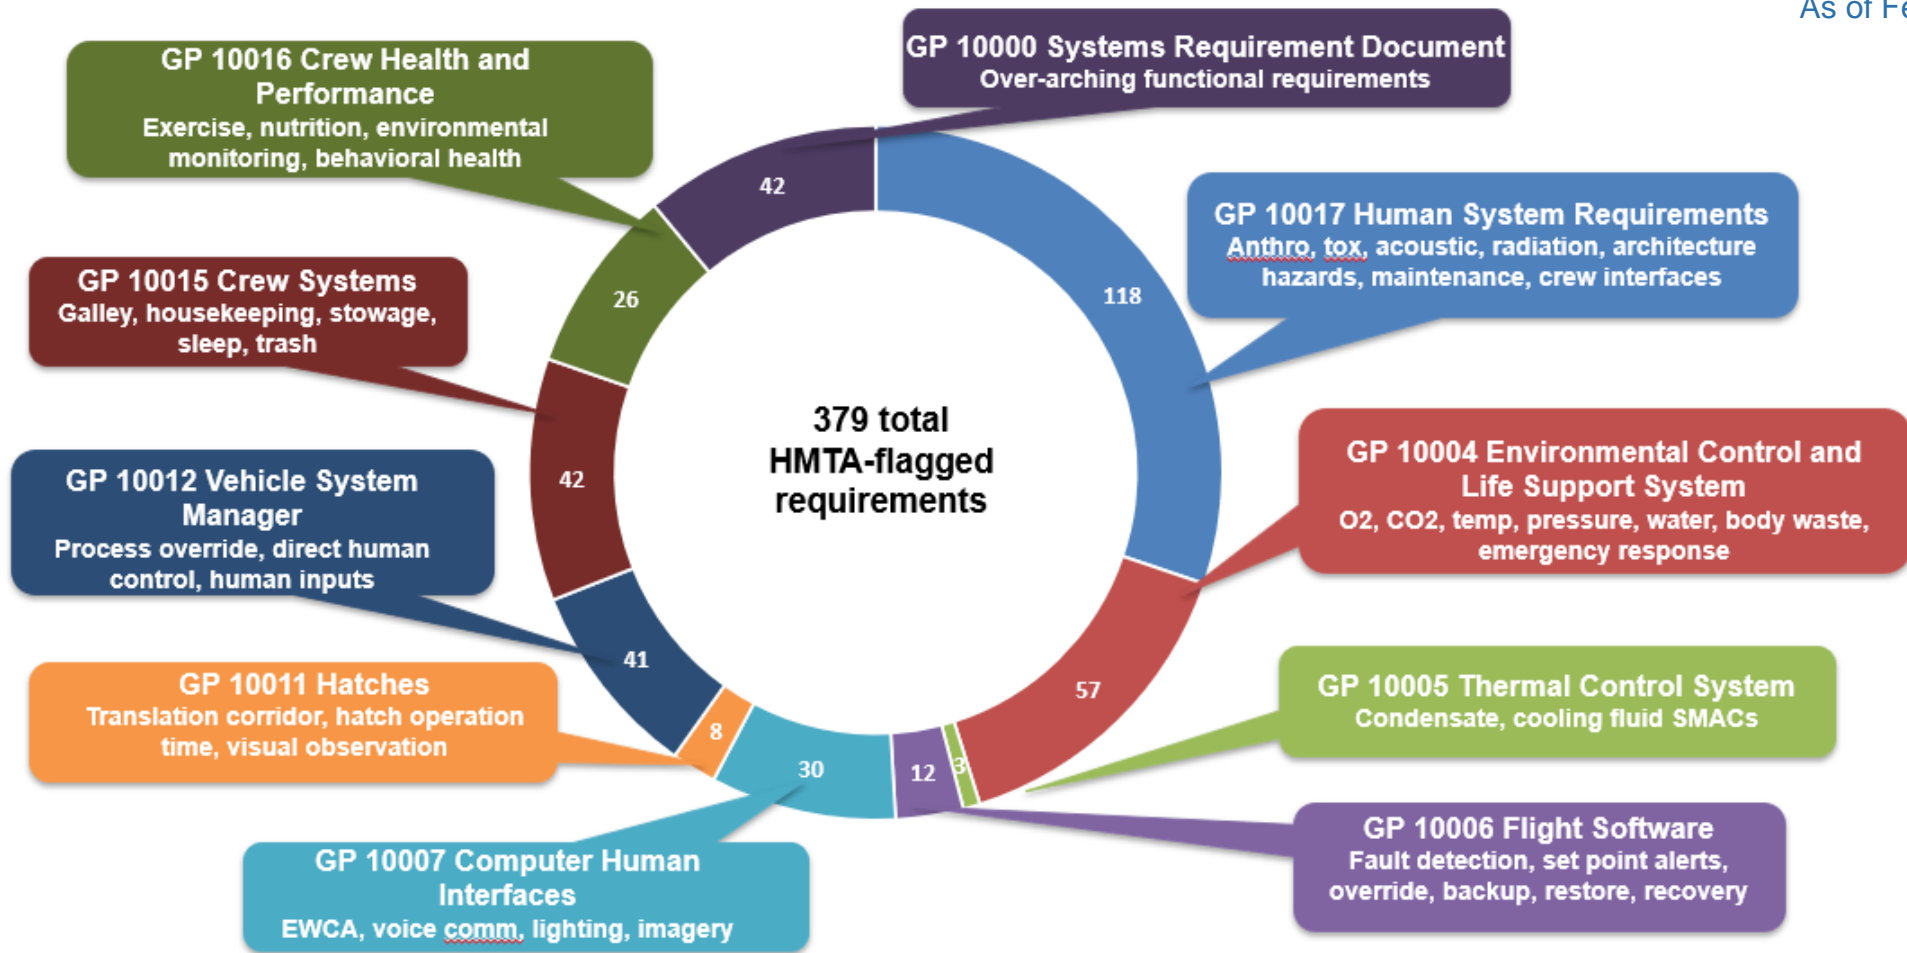 As of Fe
GP 10000 Systems Requirement Document
Over-arching functional requirements
GP 10016 Crew Health and
Performance
Exercise, nutrition, environmental
monitoring, behavioral health
42
GP 10017 Human System Requirements
Anthro, tox, acoustic, radiation, architecture
hazards, maintenance, crew interfaces
118
GP 10015 Crew Systems
Galley, housekeeping, stowage,
sleep, trash
26
379 total
HMTA-flagged
requirements
GP 10004 Environmental Control and
Life Support System
O2, CO2, temp, pressure, water, body waste,
emergency response
42
GP 10012 Vehicle System
Manager
Process override, direct human
control, human inputs
41
57
GP 10011 Hatches
Translation corridor, hatch operation
time, visual observation
8
GP 10005 Thermal Control System
Condensate, cooling fluid SMACs
30
12
3
GP 10006 Flight Software
Fault detection, set point alerts,
override, backup, restore, recovery
GP 10007 Computer Human
Interfaces
EWCA, voice comm, lighting, imagery